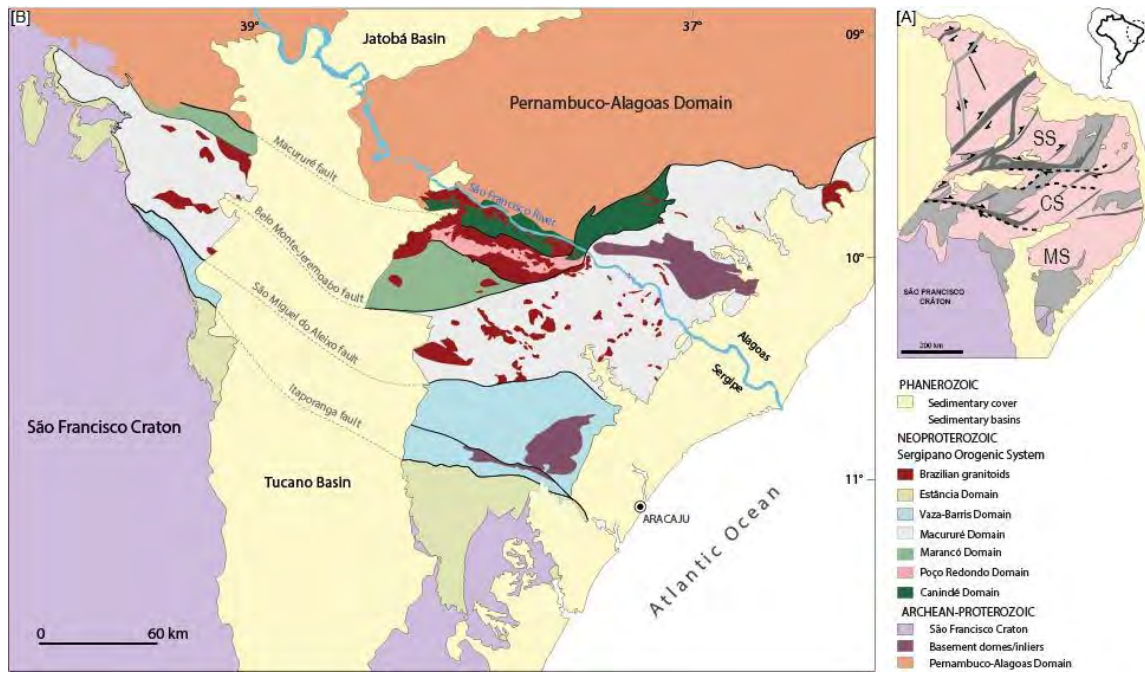 [B]
39°
37°
09°
Jatobá Basin
Pernambuco-Alagoas Domain
Macururé fault
São Francisco River
Belo Monte-Jeremoabo fault
10°
São Miguel do Aleixo fault
Alagoas
Sergipe
Itaporanga fault
São Francisco Craton
Tucano Basin
11°
ARACAJU
Atlantic Ocean
0 60 km
[A]
SS
CS
MS
SÃO FRANCISCO
CRÁTON
200 km
PHANEROZOIC
Sedimentary cover
Sedimentary basins
NEOPROTEROZOIC
Sergipano Orogenic System
Brazilian granitoids
Estância Domain
Vaza-Barris Domain
Macururé Domain
Marancó Domain
Poço Redondo Domain
Canindé Domain
ARCHEAN-PROTEROZOIC
São Francisco Craton
Basement domes/inliers
Pernambuco-Alagoas Domain